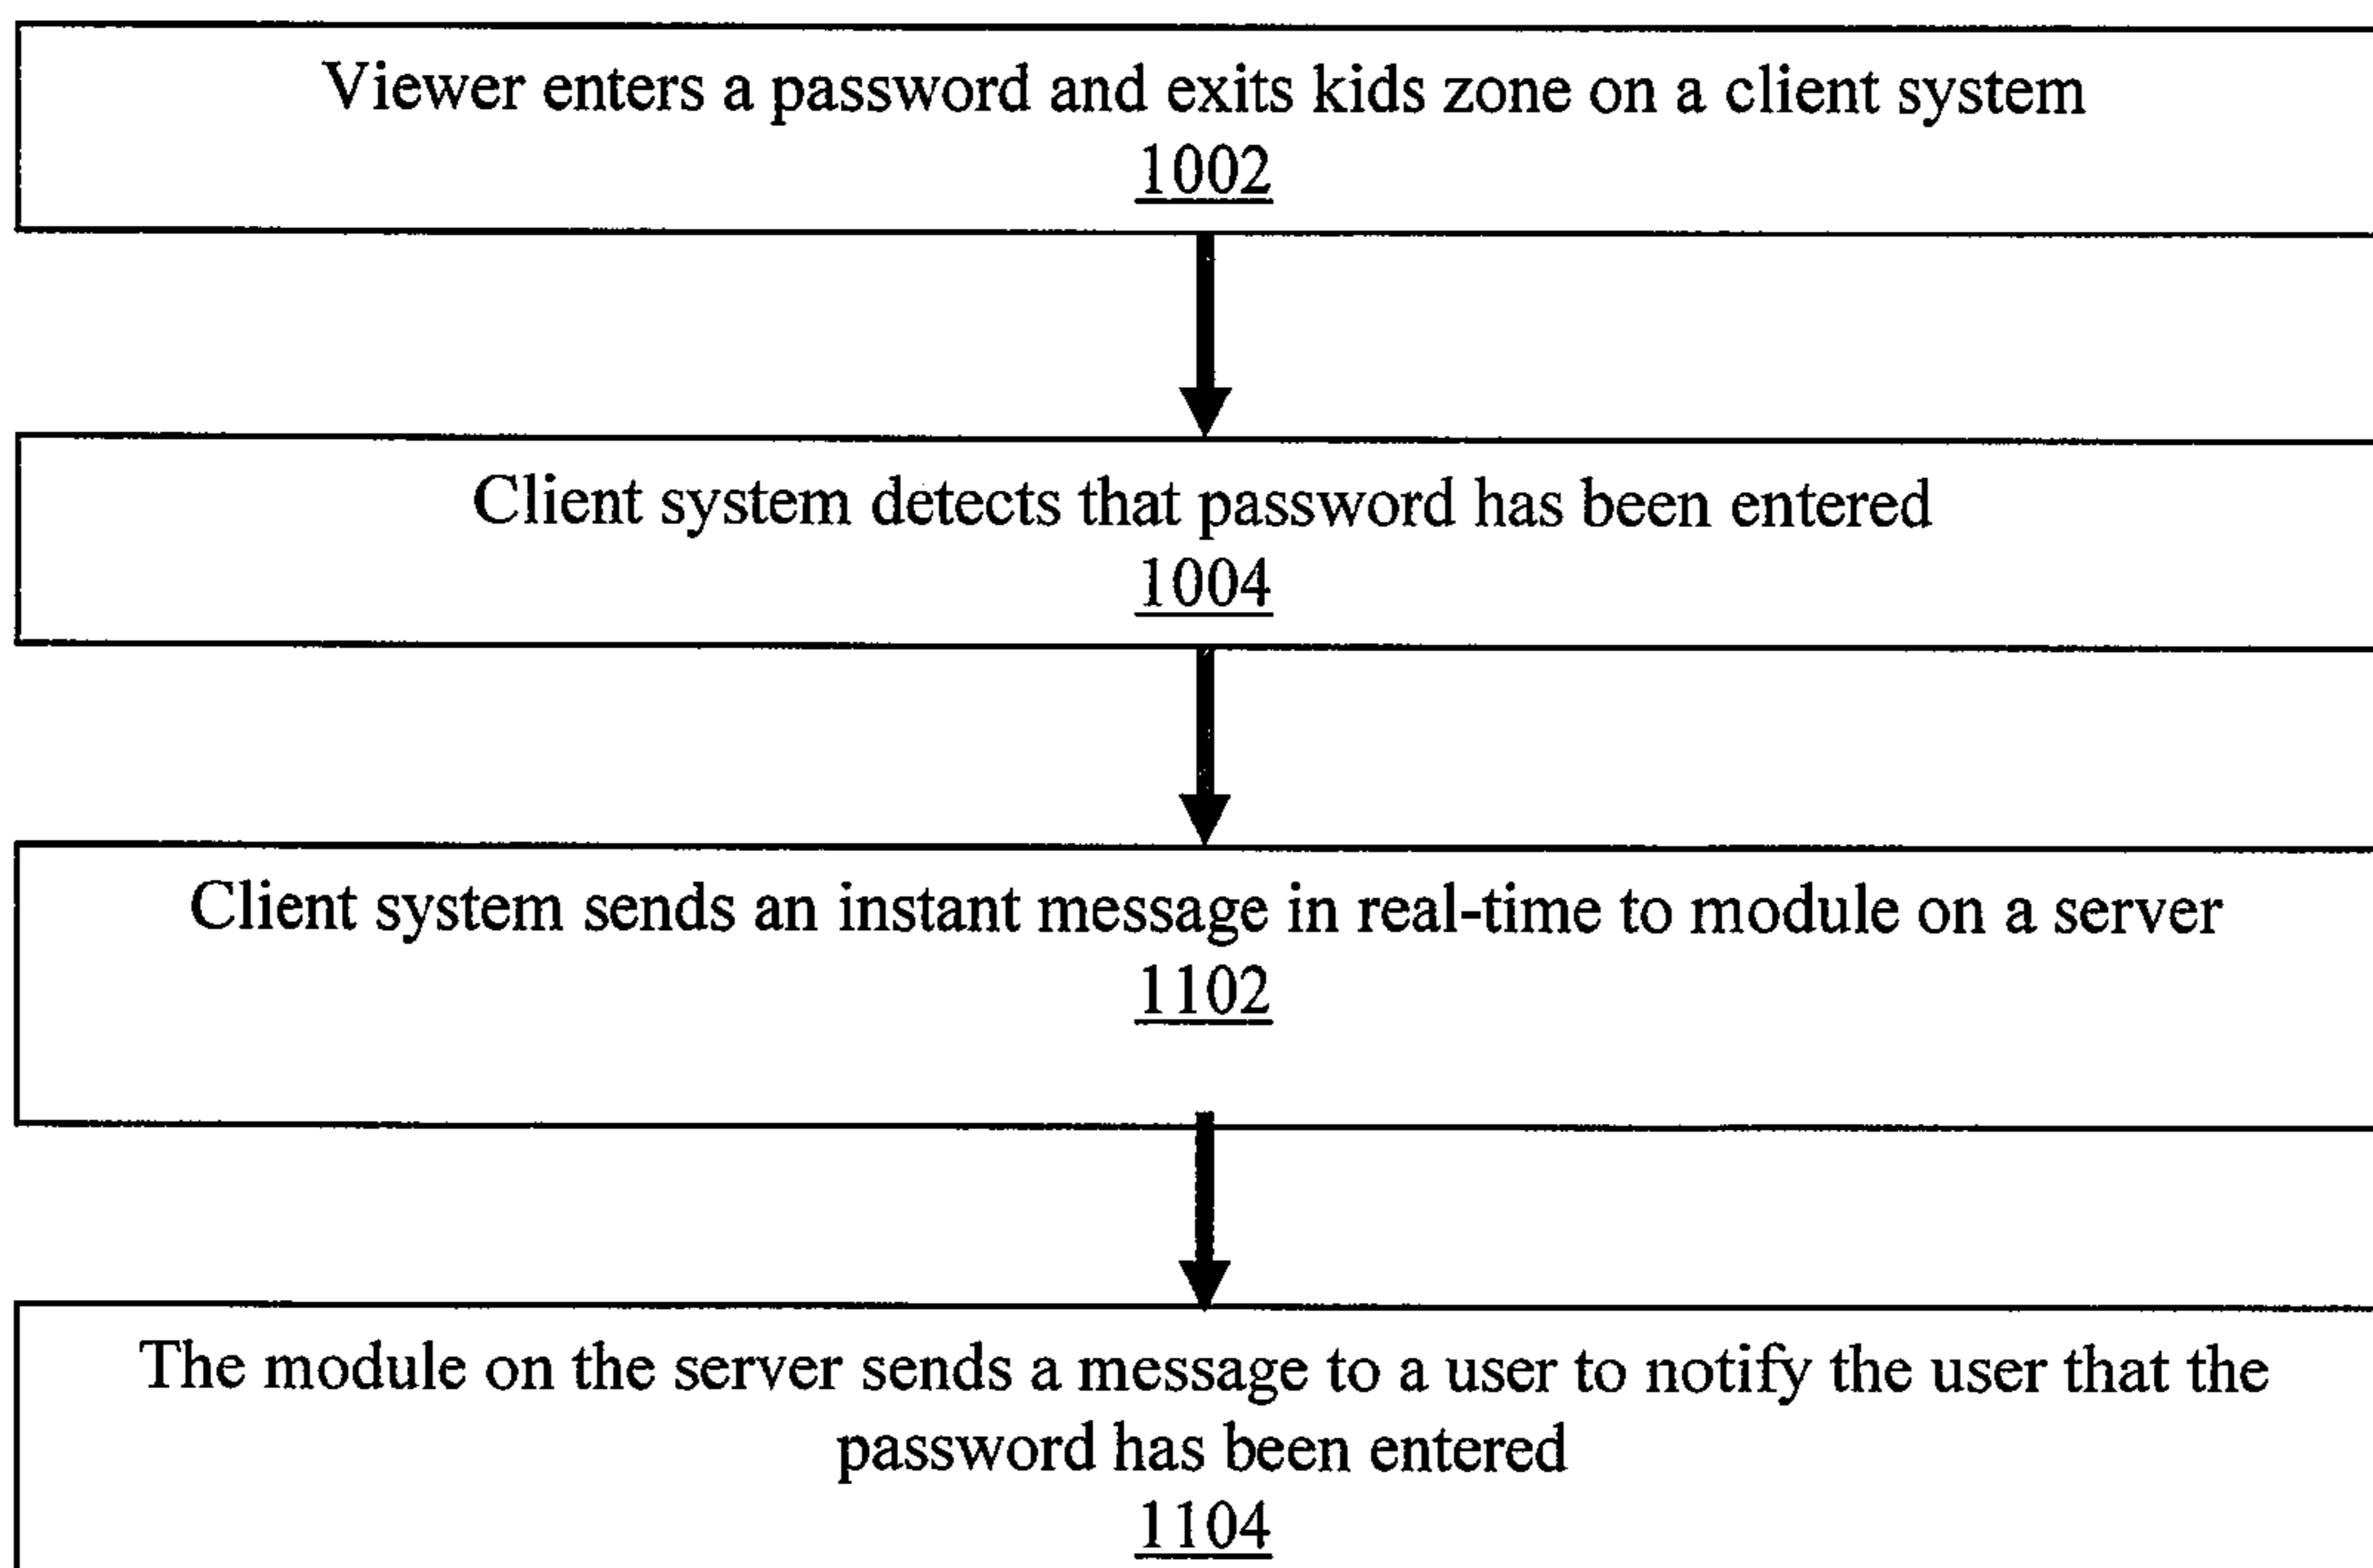 Viewer enters a password and exits kids zone on a client system
1002
Client system detects that password has been entered
1004
Client system sends an instant message in real-time to module on a server
1102
The module on the server sends a message to a user to notify the user that the
password has been entered
1104